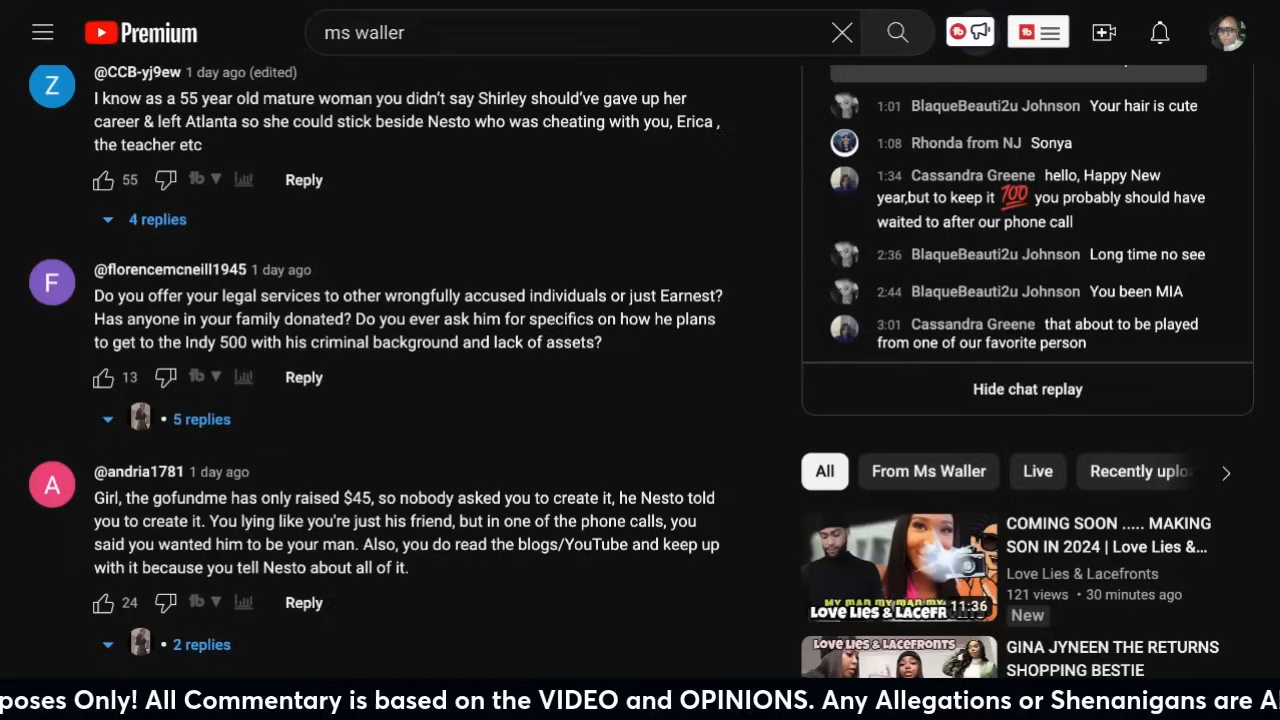 Premium
ms waller
@CCB-yj9ew 1 day ago (edited)
I know as a 55 year old mature woman you didn't say Shirley should've gave up her
career & left Atlanta so she could stick beside Nesto who was cheating with you, Erica ,
the teacher etc
55
Reply
4 replies
@florencemcneill1945 1 day ago
Do you offer your legal services to other wrongfully accused individuals or just Earnest?
Has anyone in your family donated? Do you ever ask him for specifics on how he plans
to get to the Indy 500 with his criminal background and lack of assets?
13
Reply
• 5 replies
@andria1781 1 day ago
Girl, the gofundme has only raised $45, so nobody asked you to create it, he Nesto told
you to create it. You lying like you're just his friend, but in one of the phone calls, you
said you wanted him to be your man. Also, you do read the blogs/YouTube and keep up
with it because you tell Nesto about all of it.
24
Reply
• 2 replies
Z
F
A
1:01 BlaqueBeauti2u Johnson Your hair is cute
1:08 Rhonda from NJ Sonya
1:34 Cassandra Greene hello, Happy New
year,but to keep it 💯 you probably should have
waited to after our phone call
2:36 BlaqueBeauti2u Johnson Long time no see
2:44 BlaqueBeauti2u Johnson You been MIA
3:01 Cassandra Greene that about to be played
from one of our favorite person
Hide chat replay
All From Ms Waller Live Recently uplo
MY MAN MY MAN MY
LOVE LIES & LACEFR
11:36
COMING SOON ..... MAKING
SON IN 2024 | Love Lies &...
Love Lies & Lacefronts
121 views • 30 minutes ago
New
LOVE LIES & LACEFRONTS
GINA JYNEEN THE RETURNS
SHOPPING BESTIE
poses Only! All Commentary is based on the VIDEO and OPINIONS. Any Allegations or Shenanigans are A